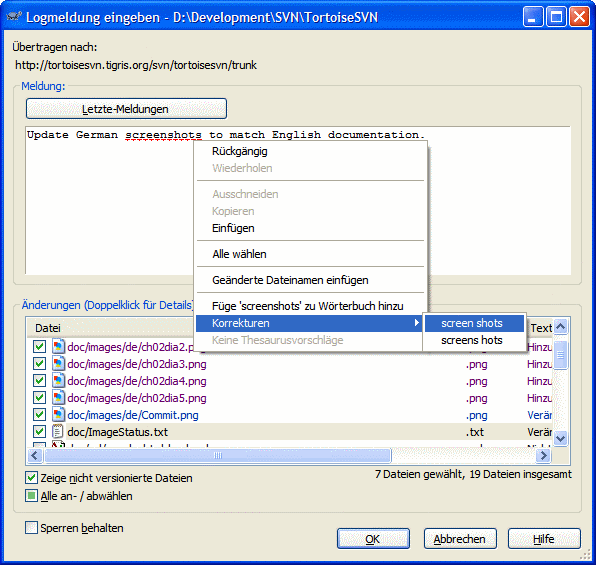 Logmeldung eingeben - D:\Development\SVN\TortoiseSVN
Übertragen nach:
http://tortoisesvn.tigris.org/svn/tortoisesvn/trunk
Meldung:
Letzte-Meldungen
Update German screenshots to match English documentation.
Rückgängig
Wiederholen
Ausschneiden
Kopieren
Einfügen
Alle wählen
Geänderte Dateinamen einfügen
Füge 'screenshots' zu Wörterbuch hinzu
Korrekturen
screen shots
Keine Thesaurusvorschläge
screens hots
Änderungen (Doppelklick für Details)
Datei Text
doc/images/de/ch02dia2.png .png Hinzu
doc/images/de/ch02dia3.png .png Hinzu
doc/images/de/ch02dia4.png .png Hinzu
doc/images/de/ch02dia5.png .png Hinzu
doc/images/de/Commit.png .png Verän
doc/ImageStatus.txt .txt Verän
Zeige nicht versionierte Dateien
7 Dateien gewählt, 19 Dateien insgesamt
Alle an- / abwählen
Sperren behalten
OK Abbrechen Hilfe